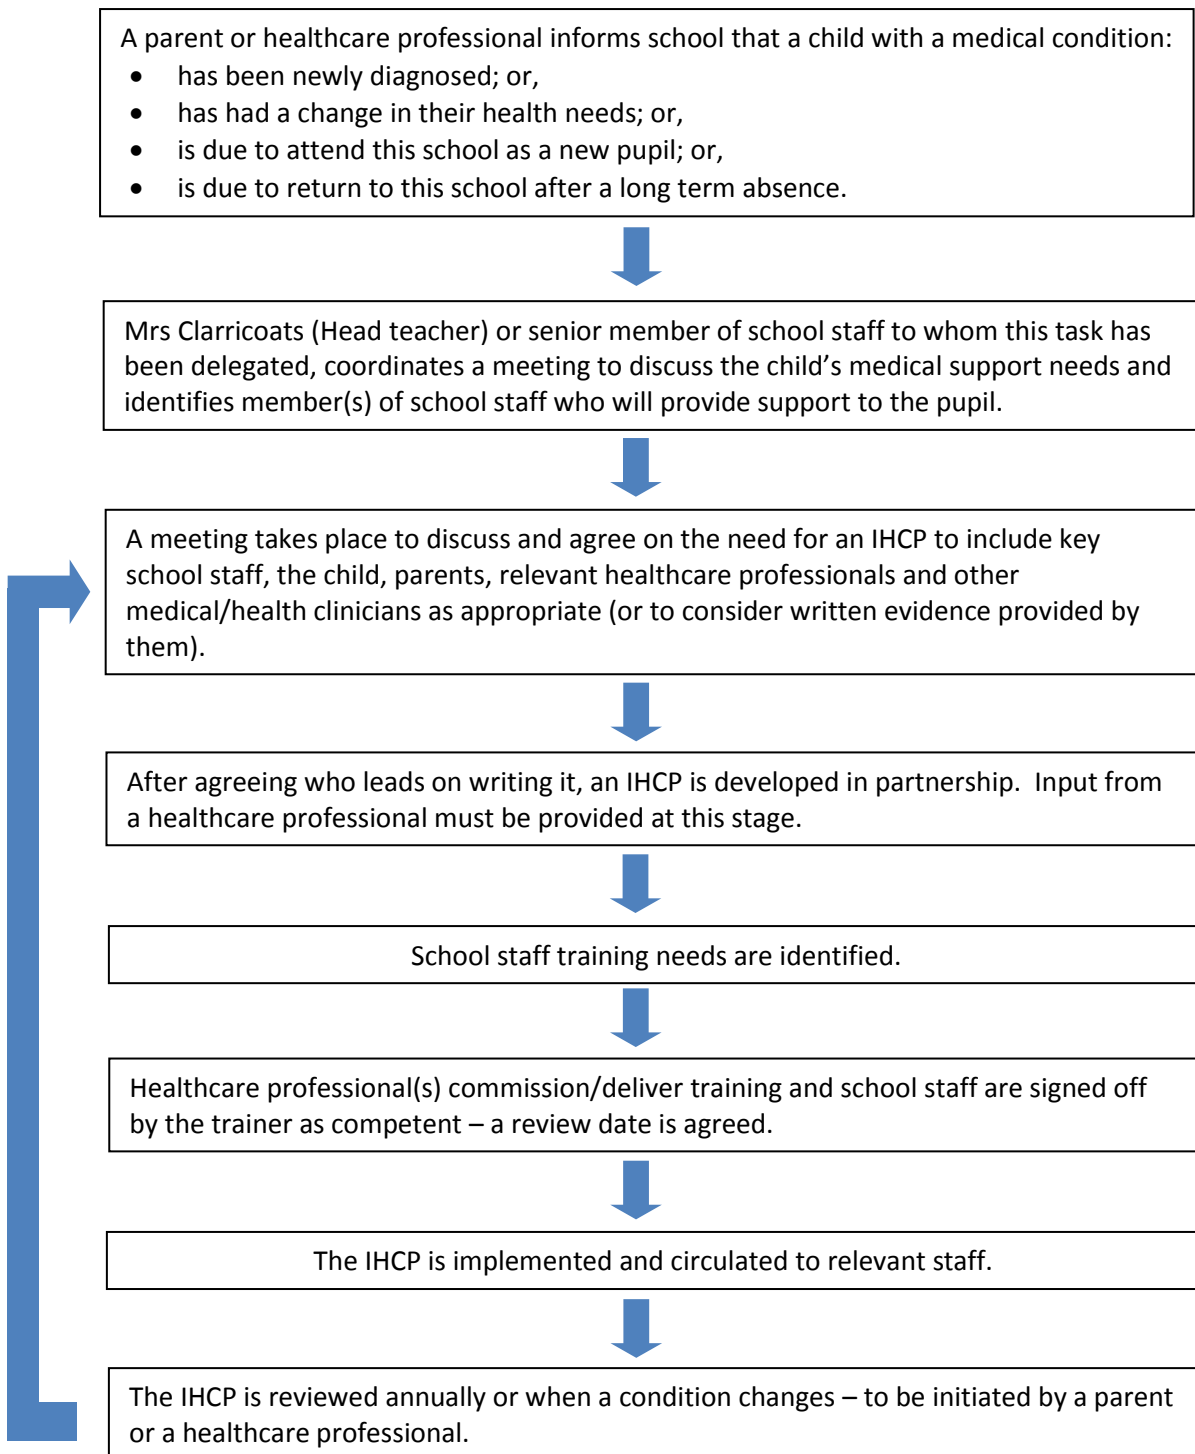 A parent or healthcare professional informs school that a child with a medical condition:
• has been newly diagnosed; or,
• has had a change in their health needs; or,
• is due to attend this school as a new pupil; or,
• is due to return to this school after a long term absence.
Mrs Clarricoats (Head teacher) or senior member of school staff to whom this task has
been delegated, coordinates a meeting to discuss the child’s medical support needs and
identifies member(s) of school staff who will provide support to the pupil.
A meeting takes place to discuss and agree on the need for an IHCP to include key
school staff, the child, parents, relevant healthcare professionals and other
medical/health clinicians as appropriate (or to consider written evidence provided by
them).
After agreeing who leads on writing it, an IHCP is developed in partnership.  Input from
a healthcare professional must be provided at this stage.
School staff training needs are identified.
Healthcare professional(s) commission/deliver training and school staff are signed off
by the trainer as competent – a review date is agreed.
The IHCP is implemented and circulated to relevant staff.
The IHCP is reviewed annually or when a condition changes – to be initiated by a parent
or a healthcare professional.